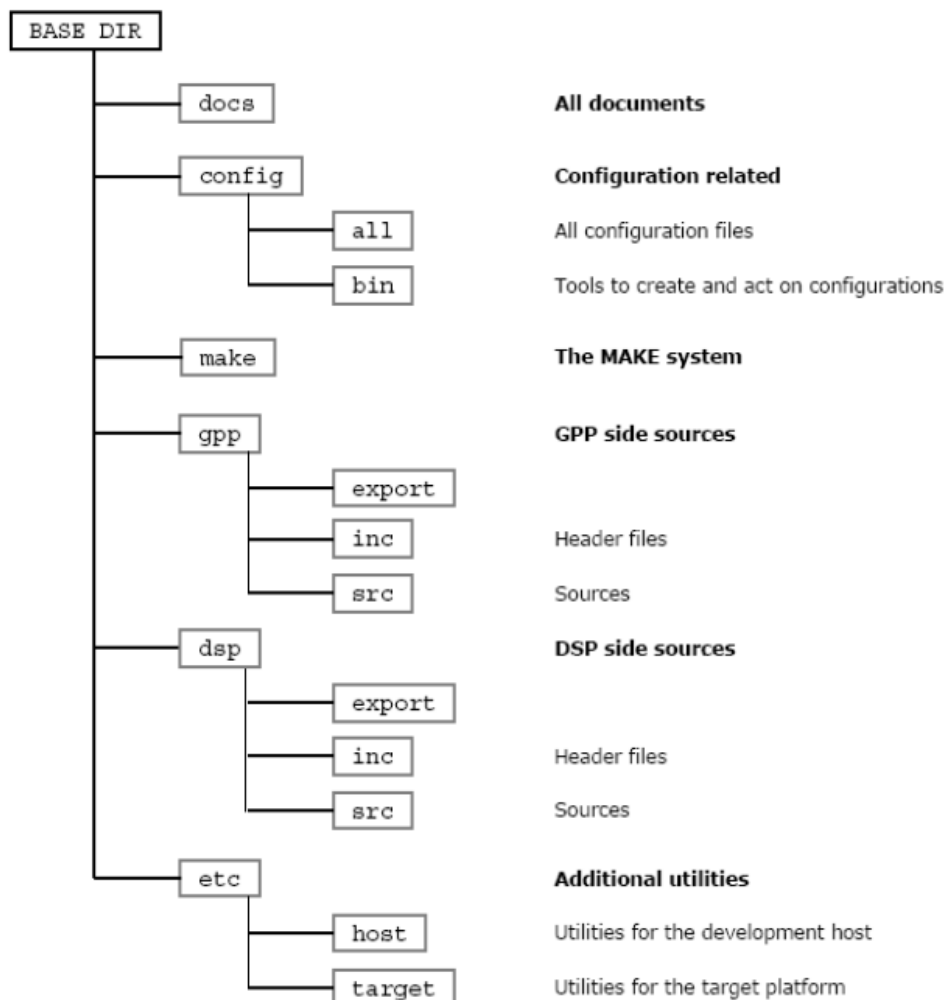 BASE DIR
docs All documents
config Configuration related
all All configuration files
bin Tools to create and act on configurations
make The MAKE system
gpp GPP side sources
export
inc Header files
src Sources
dsp DSP side sources
export
inc Header files
src Sources
etc Additional utilities
host Utilities for the development host
target Utilities for the target platform